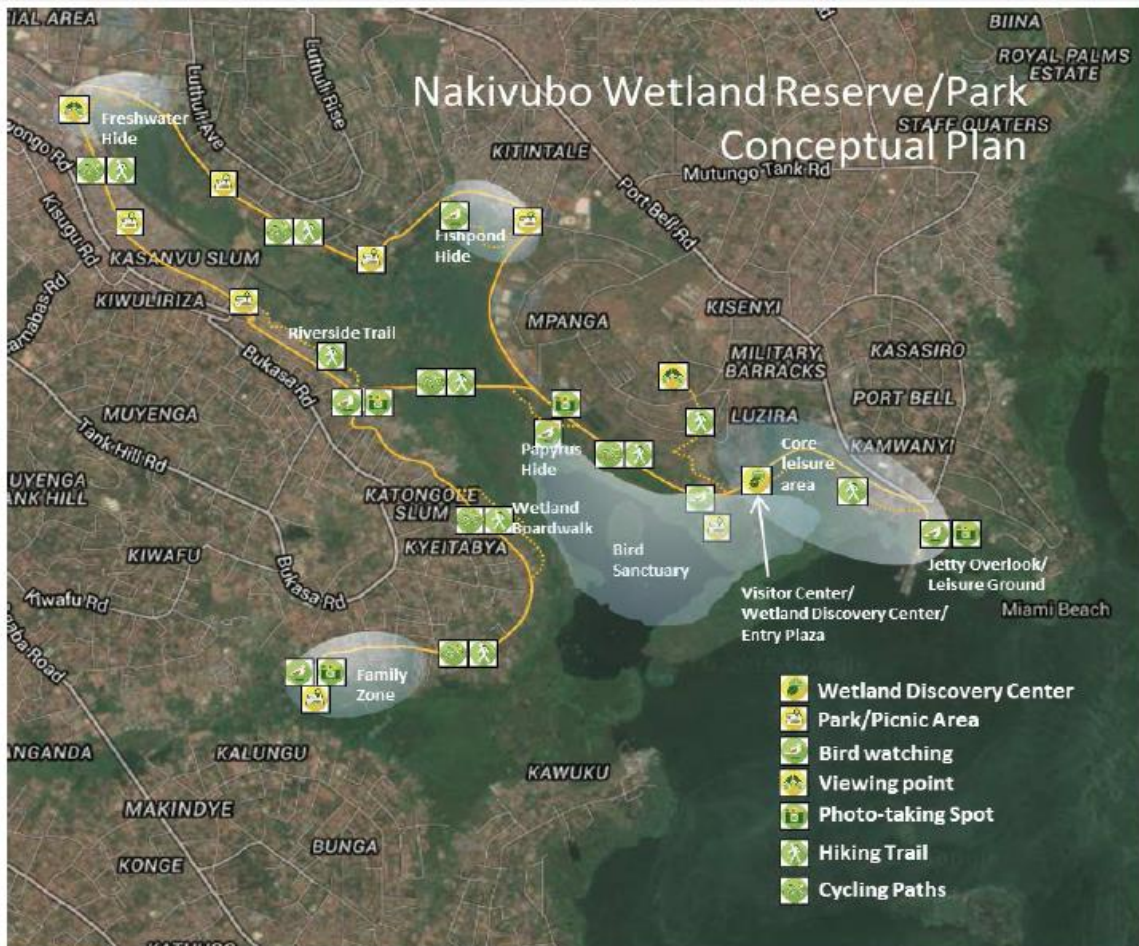 IAL AREA
BIINA
ROYAL PALMS
ESTATE
Luthuli Rise
Luthuli Ave
Nakivubo Wetland Reserve/Park
STAFF QUATERS
Conceptual Plan
Freshwater
Hide
KITINTALE
Mutungo Tank Rd
Port Bell Rd
Kisugu Rd
Fishpond
Hide
KASANVU SLUM
KIWULIRIZA
KISENYI
MPANGA
Riverside Trail
Bukasa Rd
MILITARY
BARRACKS
KASASIRO
MUYENGA
PORT BELL
LUZIRA
Tank Hill Rd
KAMWANYI
Papyrus
Hide
Core
leisure
area
UYENGA
ANK HILL
KATONGOLE
SLUM
Wetland
Boardwalk
KYEITABYA
KIWAFU
Bird
Sanctuary
Jetty Overlook/
Leisure Ground
Bukasa Rd
Kiwafu Rd
Visitor Center/
Wetland Discovery Center/
Entry Plaza
Miami Beach
Family
Zone
Wetland Discovery Center
Park/Picnic Area
ANGANDA
KALUNGU
Bird watching
KAWUKU
Viewing point
MAKINDYE
Photo-taking Spot
BUNGA
Hiking Trail
KONGE
Cycling Paths